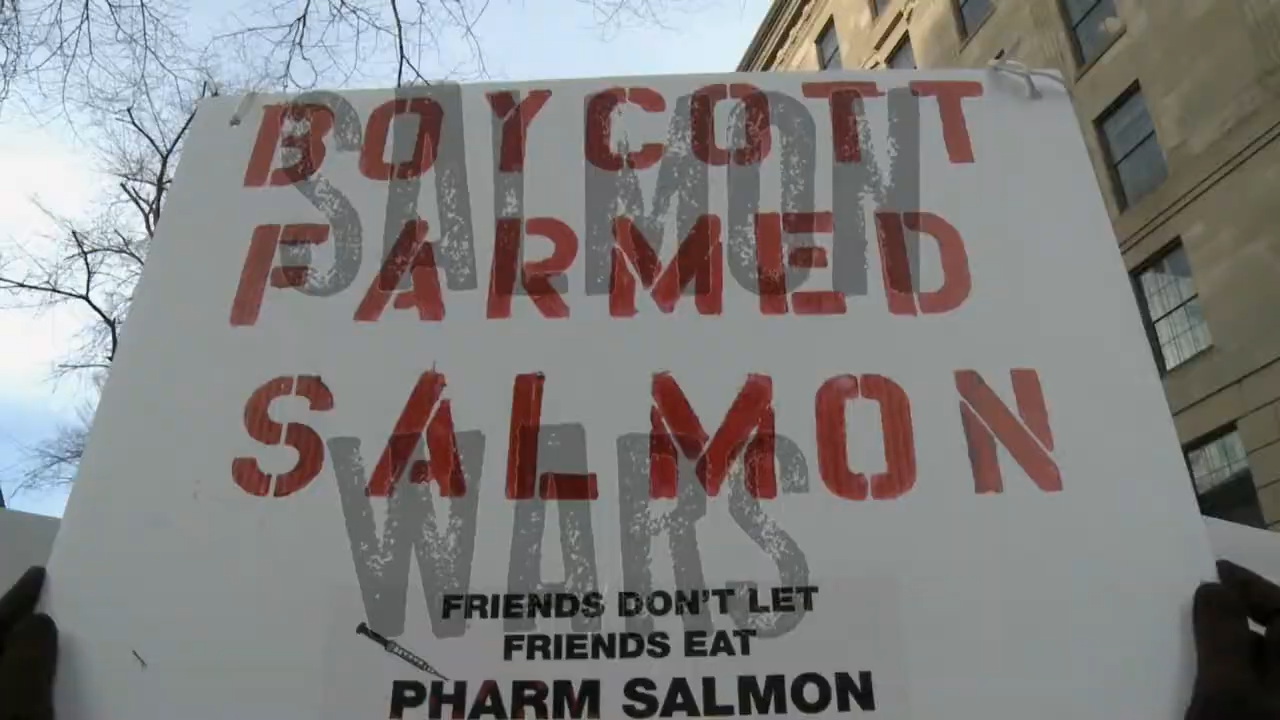 BOYCOTT
FARMED
SALMON
SALMON
WARS
FRIENDS DON'T LET
FRIENDS EAT
PHARM SALMON